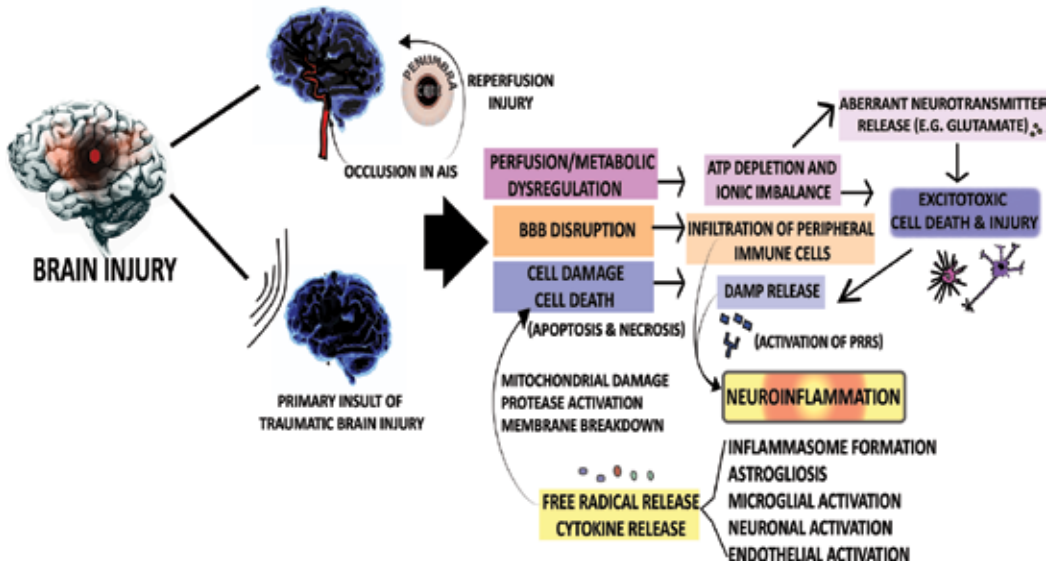 BRAIN INJURY
PENUMBRA
CORE
REPERFUSION
INJURY
OCCLUSION IN AIS
PRIMARY INSULT OF
TRAUMATIC BRAIN INJURY
PERFUSION/METABOLIC
DYSREGULATION
BBB DISRUPTION
CELL DAMAGE
CELL DEATH
(APOPTOSIS & NECROSIS)
ATP DEPLETION AND
IONIC IMBALANCE
ABERRANT NEUROTRANSMITTER
RELEASE (E.G. GLUTAMATE)
EXCITOTOXIC
CELL DEATH & INJURY
INFILTRATION OF PERIPHERAL
IMMUNE CELLS
DAMP RELEASE
(ACTIVATION OF PRRS)
NEUROINFLAMMATION
MITOCHONDRIAL DAMAGE
PROTEASE ACTIVATION
MEMBRANE BREAKDOWN
FREE RADICAL RELEASE
CYTOKINE RELEASE
INFLAMMASOME FORMATION
ASTROGLIOSIS
MICROGLIAL ACTIVATION
NEURONAL ACTIVATION
ENDOTHELIAL ACTIVATION